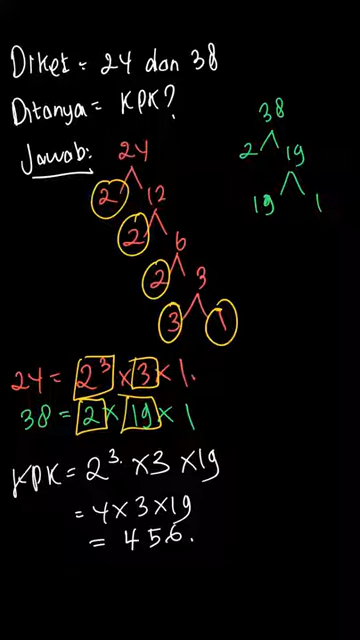 Diket = 24 dan 38
Ditanya = KPK?
Jawab:
24
2 12
2 6
2 3
3 1
38
2 19
19 1
24 = 2³ × 3 × 1.
38 = 2 × 19 × 1
KPK = 2³ × 3 × 19
= 4 × 3 × 19
= 456.